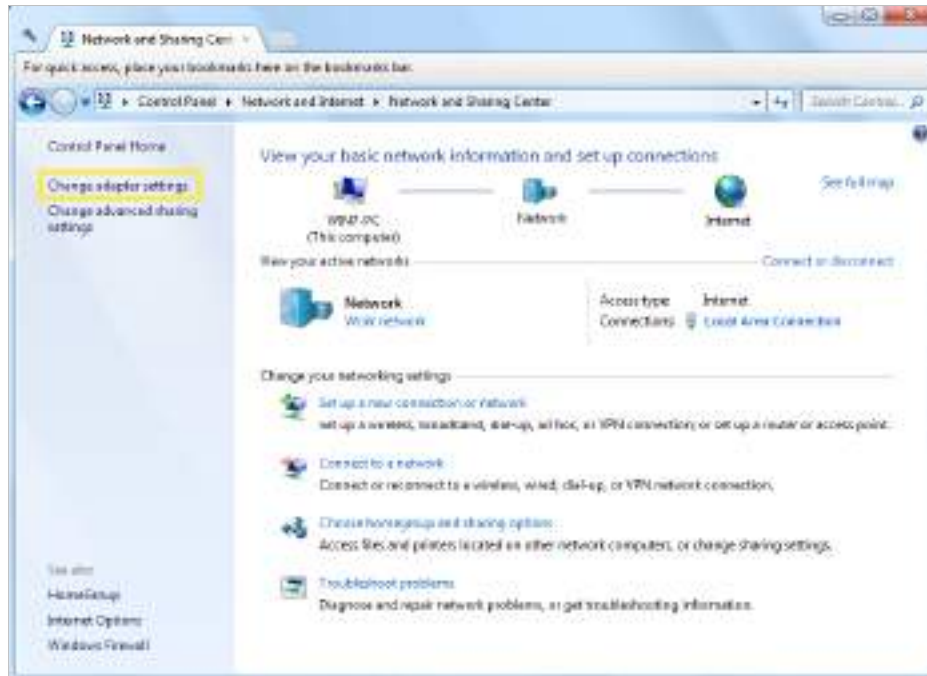 Network and Sharing Cen
For quick access, place your bookmarks here on the bookmarks bar.
Control Panel ▸ Network and Internet ▸ Network and Sharing Center
Search Control
Control Panel Home
Change adapter settings
Change advanced sharing
settings
View your basic network information and set up connections
See full map
(This computer)
Network
Internet
View your active networks
Connect or disconnect
Network
Work network
Access type
Internet
Connections
Local Area Connection
Change your networking settings
Set up a new connection or network
Set up a wireless, broadband, dial-up, ad hoc, or VPN connection; or set up a router or access point.
Connect to a network
Connect or reconnect to a wireless, wired, dial-up, or VPN network connection.
Choose homegroup and sharing options
Access files and printers located on other network computers, or change sharing settings.
Troubleshoot problems
Diagnose and repair network problems, or get troubleshooting information.
See also
HomeGroup
Internet Options
Windows Firewall